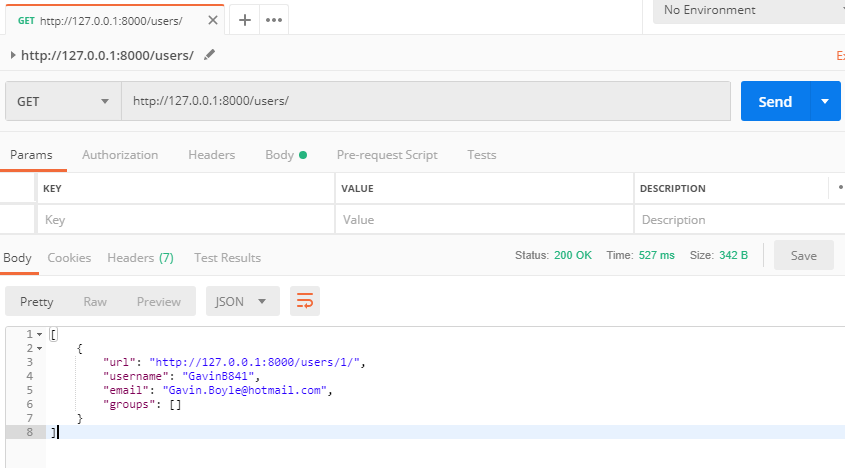 GET http://127.0.0.1:8000/users/
No Environment
http://127.0.0.1:8000/users/
GET http://127.0.0.1:8000/users/ Send
Params Authorization Headers Body Pre-request Script Tests
KEY VALUE DESCRIPTION
Key Value Description
Body Cookies Headers (7) Test Results Status: 200 OK Time: 527 ms Size: 342 B Save
Pretty Raw Preview JSON
1 [
2 {
3 "url": "http://127.0.0.1:8000/users/1/",
4 "username": "GavinB841",
5 "email": "Gavin.Boyle@hotmail.com",
6 "groups": []
7 }
8 ]